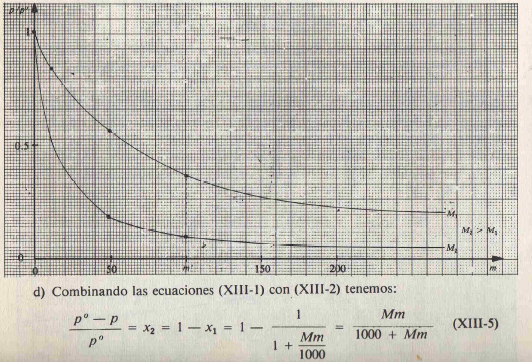 p/p°
1
0.5
M₁
M₂ > M₁
M₂
0
0 50 m' 150 200 m
d) Combinando las ecuaciones (XIII-1) con (XIII-2) tenemos:
p° − p / p° = x₂ = 1 − x₁ = 1 − 1 / (1 + Mm / 1000) = Mm / (1000 + Mm) (XIII-5)